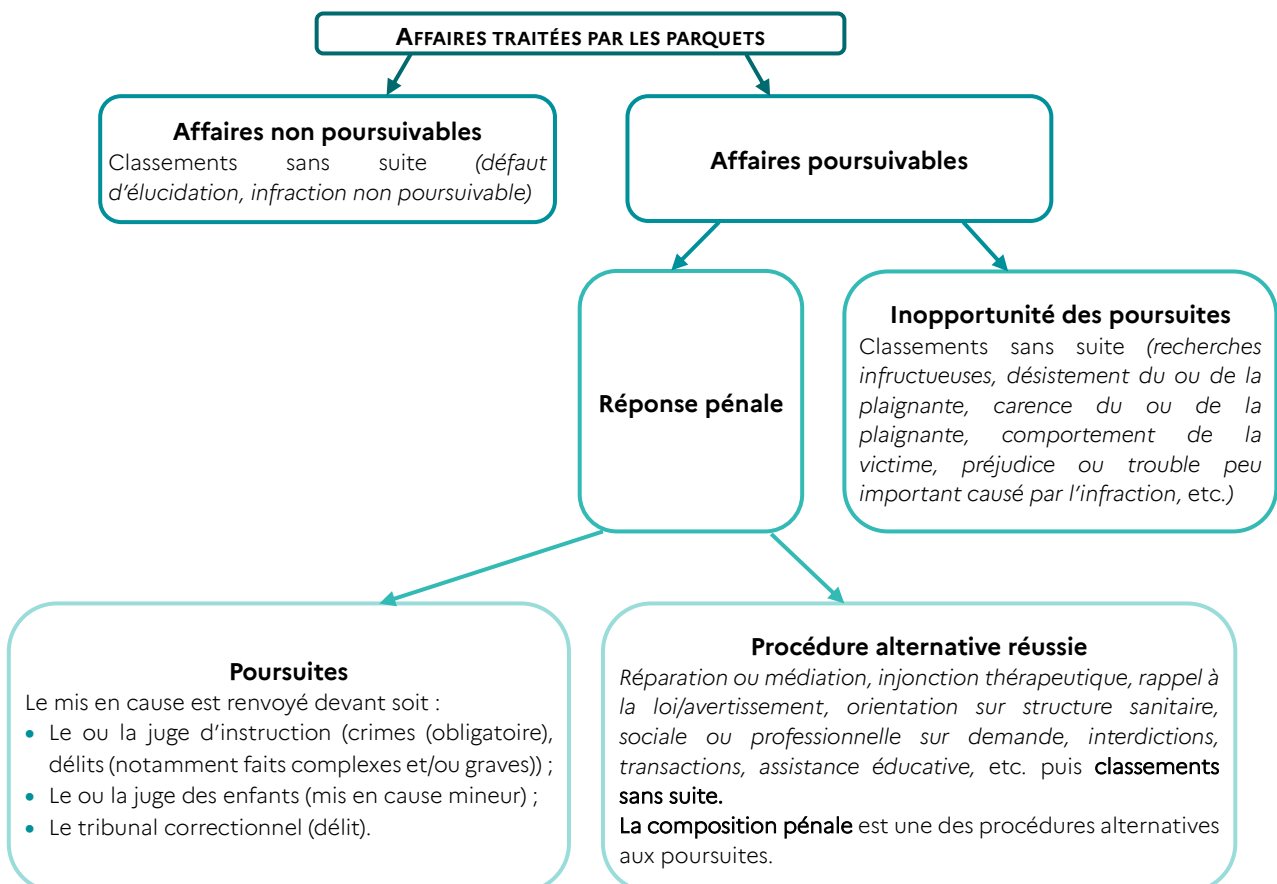 AFFAIRES TRAITÉES PAR LES PARQUETS
Affaires non poursuivables
Classements sans suite (défaut
d’élucidation, infraction non poursuivable)
Affaires poursuivables
Réponse pénale
Inopportunité des poursuites
Classements sans suite (recherches
infructueuses, désistement du ou de la
plaignante, carence du ou de la
plaignante, comportement de la
victime, préjudice ou trouble peu
important causé par l’infraction, etc.)
Poursuites
Le mis en cause est renvoyé devant soit :
• Le ou la juge d’instruction (crimes (obligatoire),
délits (notamment faits complexes et/ou graves)) ;
• Le ou la juge des enfants (mis en cause mineur) ;
• Le tribunal correctionnel (délit).
Procédure alternative réussie
Réparation ou médiation, injonction thérapeutique, rappel à
la loi/avertissement, orientation sur structure sanitaire,
sociale ou professionnelle sur demande, interdictions,
transactions, assistance éducative, etc. puis classements
sans suite.
La composition pénale est une des procédures alternatives
aux poursuites.